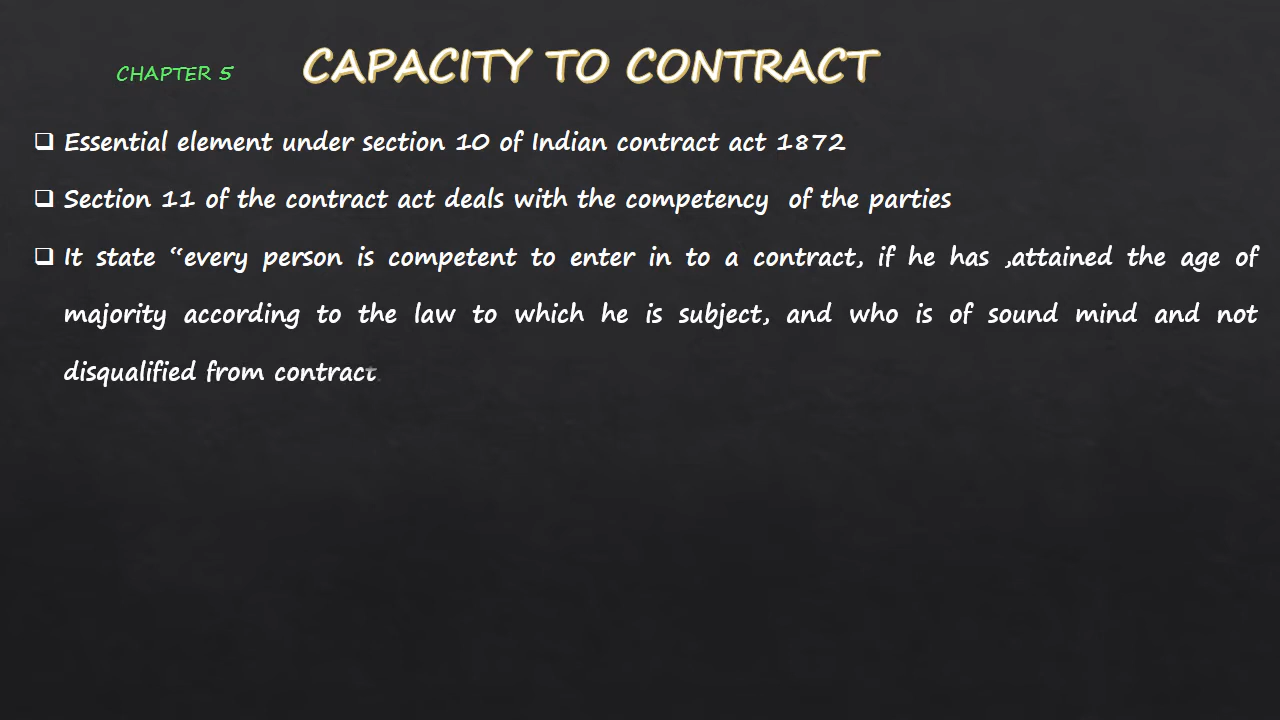 CHAPTER 5 CAPACITY TO CONTRACT
❑ Essential element under section 10 of Indian contract act 1872
❑ Section 11 of the contract act deals with the competency of the parties
❑ It state “every person is competent to enter in to a contract, if he has ,attained the age of
majority according to the law to which he is subject, and who is of sound mind and not
disqualified from contract.